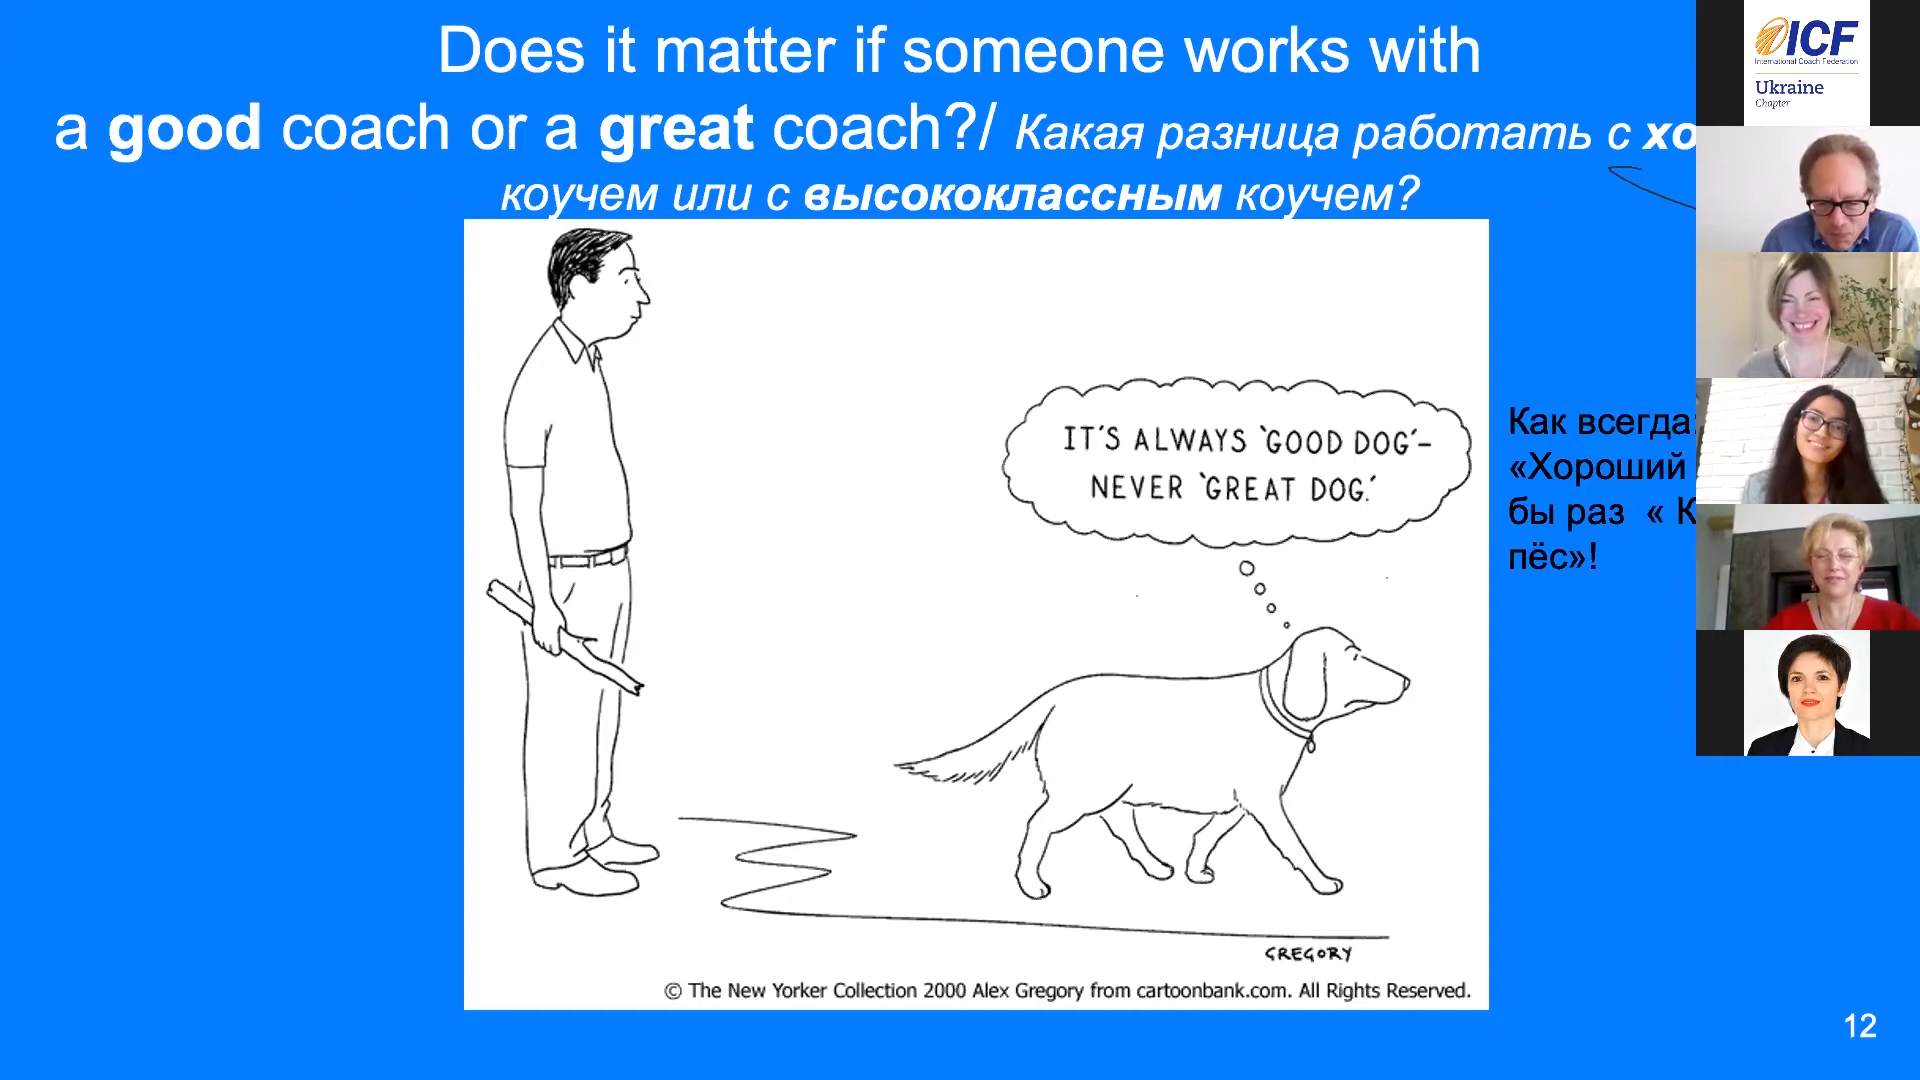 Does it matter if someone works with
a good coach or a great coach?/ Какая разница работать с хо
коучем или с высококлассным коучем?
IT'S ALWAYS 'GOOD DOG'–
NEVER 'GREAT DOG.'
Как всегда:
«Хороший
бы раз « К
пёс»!
GREGORY
© The New Yorker Collection 2000 Alex Gregory from cartoonbank.com. All Rights Reserved.
12
ICF
International Coach Federation
Ukraine
Chapter